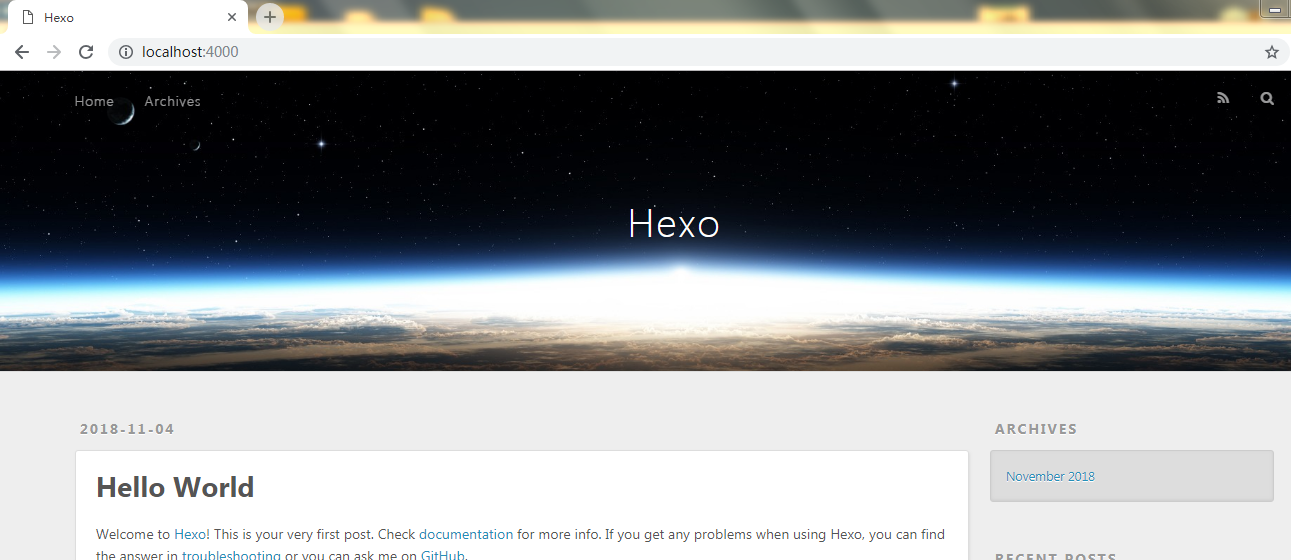 Hexo
localhost:4000
Home Archives
Hexo
2018-11-04
Hello World
Welcome to Hexo! This is your very first post. Check documentation for more info. If you get any problems when using Hexo, you can find
the answer in troubleshooting or you can ask me on GitHub.
ARCHIVES
November 2018
RECENT POSTS